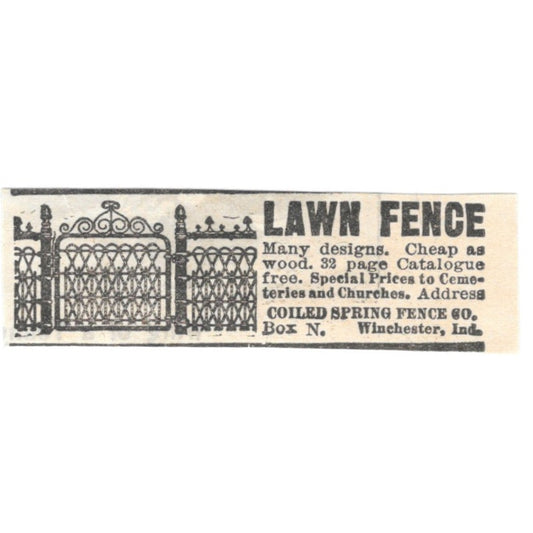 LAWN FENCE
Many designs. Cheap as
wood. 32 page Catalogue
free. Special Prices to Ceme-
teries and Churches. Address
COILED SPRING FENCE CO.
Box N. Winchester, Ind.